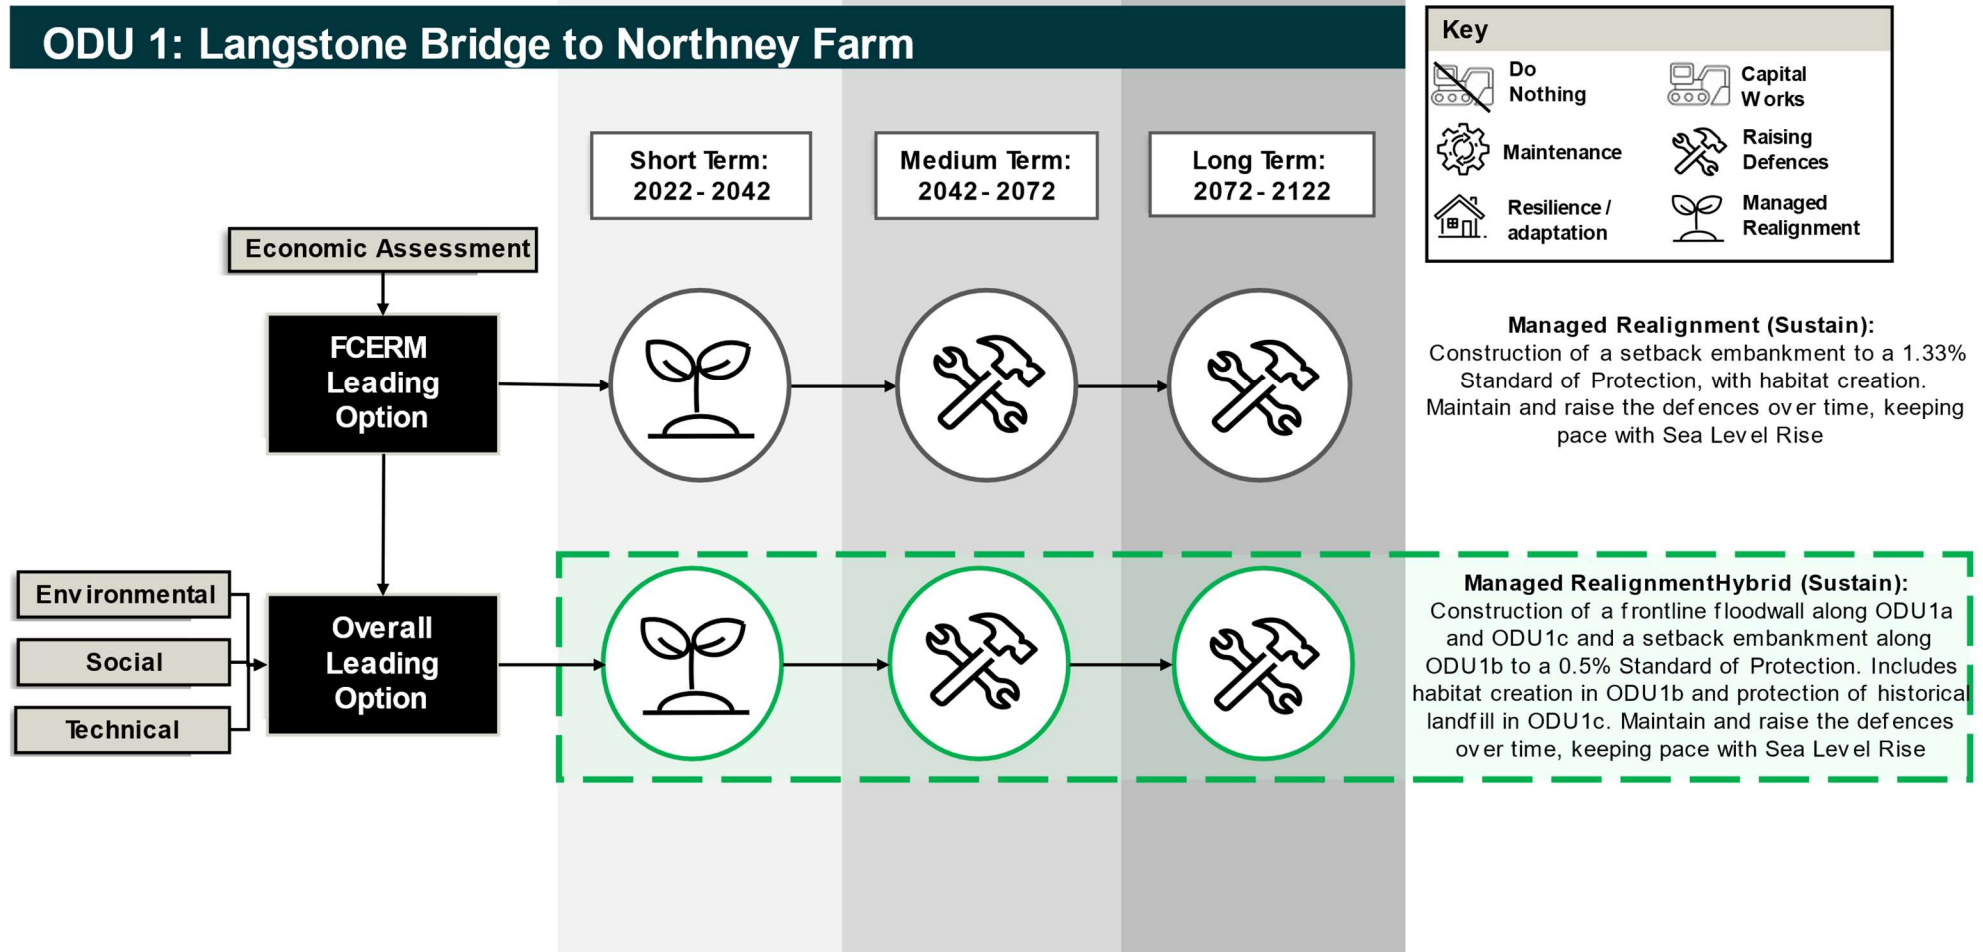 ODU 1: Langstone Bridge to Northney Farm
Key
Do
Nothing
Capital
Works
Maintenance
Raising
Defences
Resilience /
adaptation
Managed
Realignment
Short Term:
2022 - 2042
Medium Term:
2042 - 2072
Long Term:
2072 - 2122
Economic Assessment
FCERM
Leading
Option
Managed Realignment (Sustain):
Construction of a setback embankment to a 1.33%
Standard of Protection, with habitat creation.
Maintain and raise the defences over time, keeping
pace with Sea Level Rise
Environmental
Social
Technical
Overall
Leading
Option
Managed RealignmentHybrid (Sustain):
Construction of a frontline floodwall along ODU1a
and ODU1c and a setback embankment along
ODU1b to a 0.5% Standard of Protection. Includes
habitat creation in ODU1b and protection of historical
landfill in ODU1c. Maintain and raise the defences
over time, keeping pace with Sea Level Rise